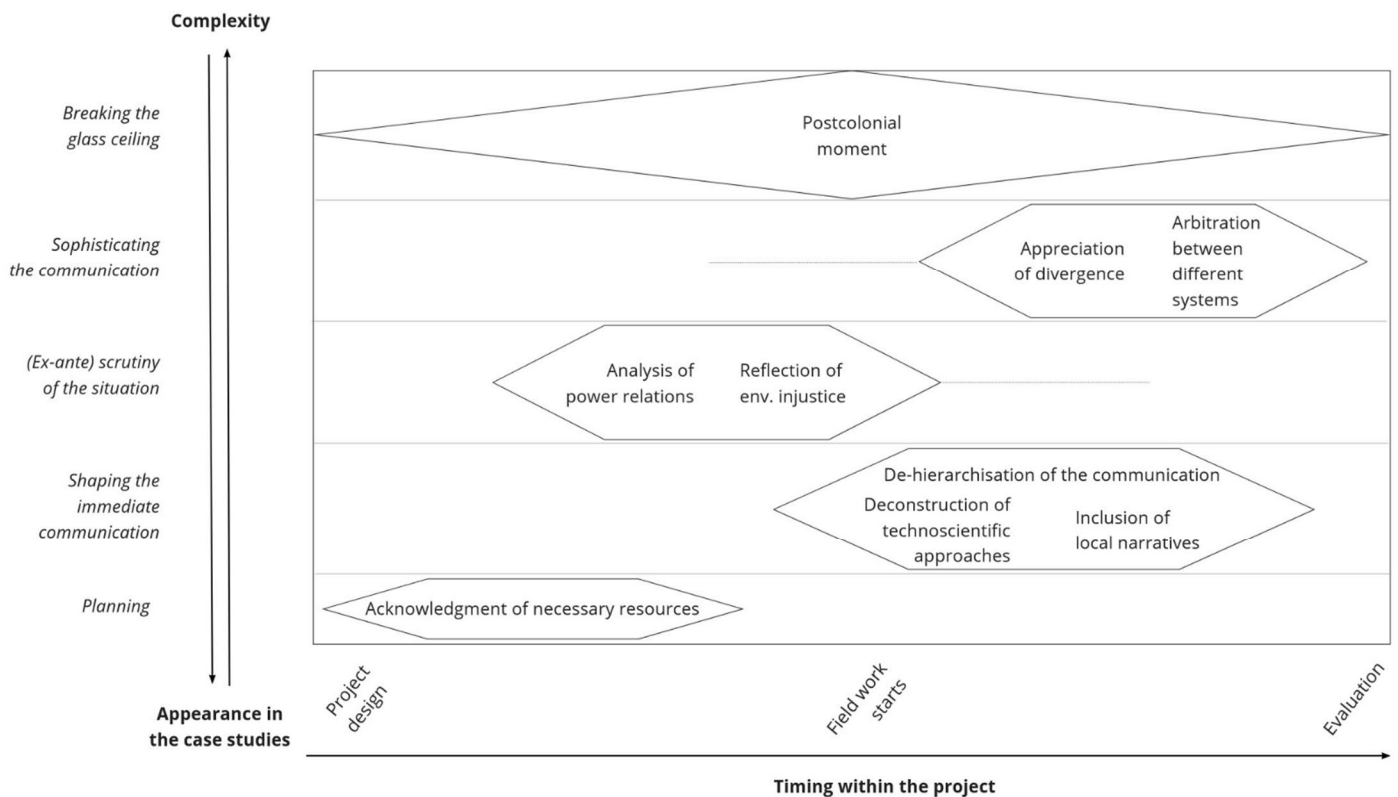 Complexity
Breaking the
glass ceiling
Postcolonial
moment
Sophisticating
the communication
Appreciation
of divergence
Arbitration
between
different
systems
(Ex-ante) scrutiny
of the situation
Analysis of
power relations
Reflection of
env. injustice
Shaping the
immediate
communication
De-hierarchisation of the communication
Deconstruction of
technoscientific
approaches
Inclusion of
local narratives
Planning
Acknowledgment of necessary resources
Appearance in
the case studies
Project
design
Field work
starts
Evaluation
Timing within the project